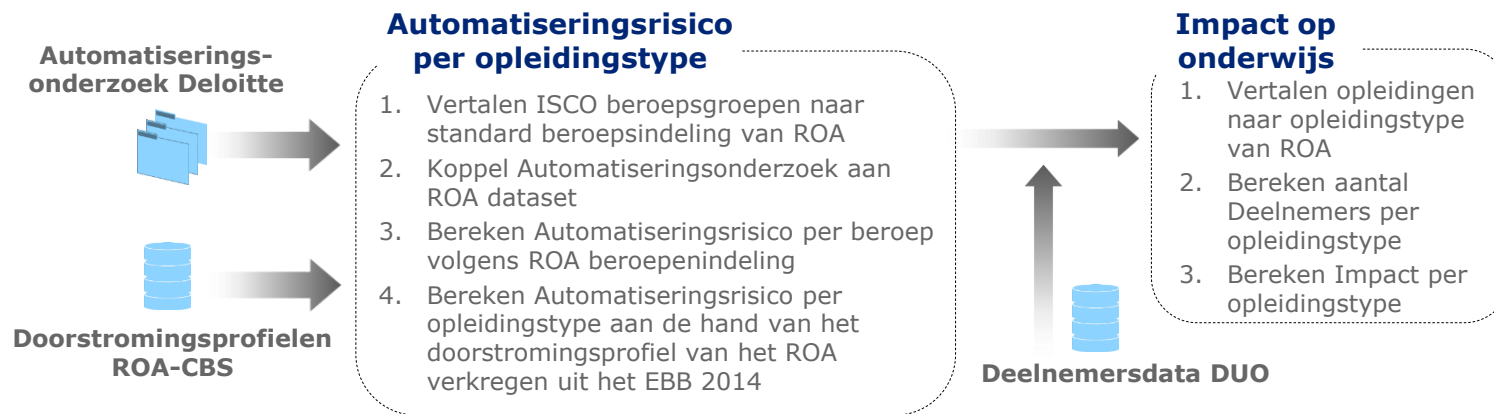 Automatiserings-
onderzoek Deloitte
Doorstromingsprofielen
ROA-CBS
Automatiseringsrisico
per opleidingstype
1. Vertalen ISCO beroepsgroepen naar
standard beroepsindeling van ROA
2. Koppel Automatiseringsonderzoek aan
ROA dataset
3. Bereken Automatiseringsrisico per beroep
volgens ROA beroepenindeling
4. Bereken Automatiseringsrisico per
opleidingstype aan de hand van het
doorstromingsprofiel van het ROA
verkregen uit het EBB 2014
Deelnemersdata DUO
Impact op
onderwijs
1. Vertalen opleidingen
naar opleidingstype
van ROA
2. Bereken aantal
Deelnemers per
opleidingstype
3. Bereken Impact per
opleidingstype